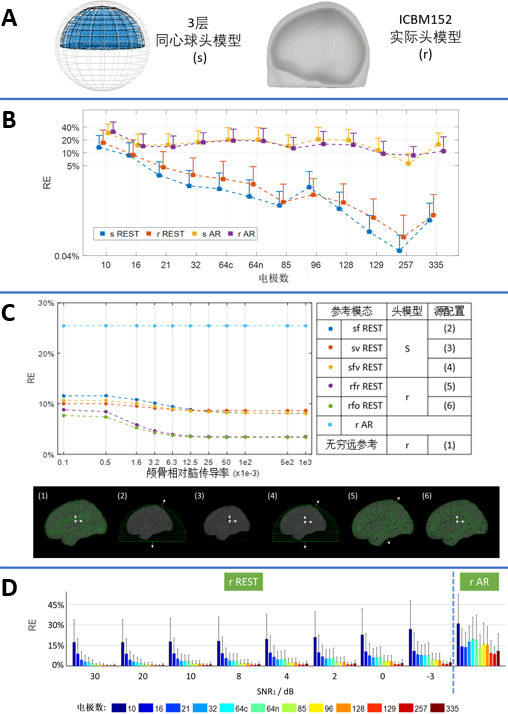 A
3层
同心球头模型
(s)
ICBM152
实际头模型
(r)
B
40%
20%
10%
5%
0.04%
RE
s REST
r REST
s AR
r AR
10 16 21 32 64c 64n 85 96 128 129 257 335
电极数
C
30%
20%
10%
0%
RE
0.1 0.5 1.6 3.2 6.3 12.5 25 50 1e2 5e2 1e3
颅骨相对脑传导率 (x1e-3)
参考模态 头模型 源配置
sf REST S (2)
sv REST (3)
sfv REST (4)
rfr REST r (5)
rfo REST (6)
r AR
无穷远参考 r (1)
(1) (2) (3) (4) (5) (6)
D
r REST r AR
45%
30%
15%
0%
RE
30 20 10 8 4 2 0 -3
SNR₁ / dB
电极数: 10 16 21 32 64c 64n 85 96 128 129 257 335